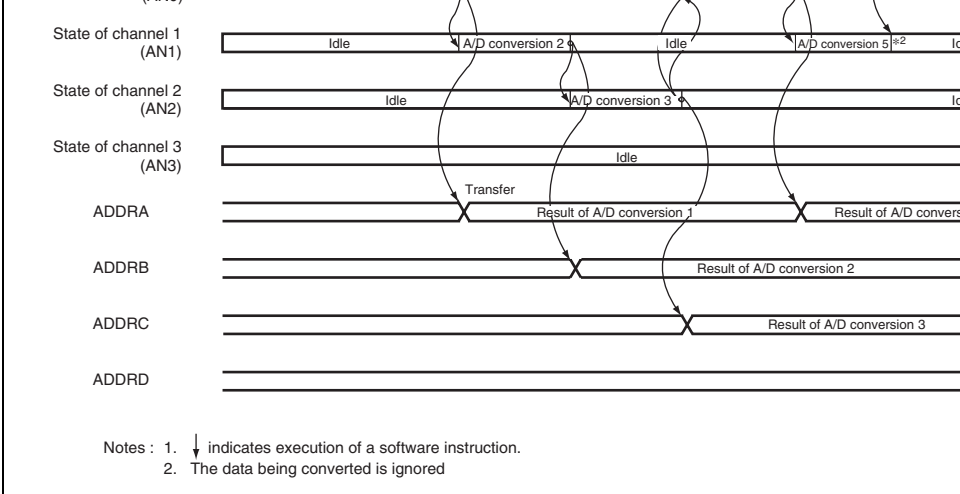 State of channel 1
(AN1)
Idle
A/D conversion 2
Idle
A/D conversion 5
*2
State of channel 2
(AN2)
Idle
A/D conversion 3
State of channel 3
(AN3)
Idle
Transfer
ADDRA
Result of A/D conversion 1
Result of A/D
ADDRB
Result of A/D conversion 2
ADDRC
Result of A/D conversion 3
ADDRD
Notes : 1. ↓ indicates execution of a software instruction.
2. The data being converted is ignored